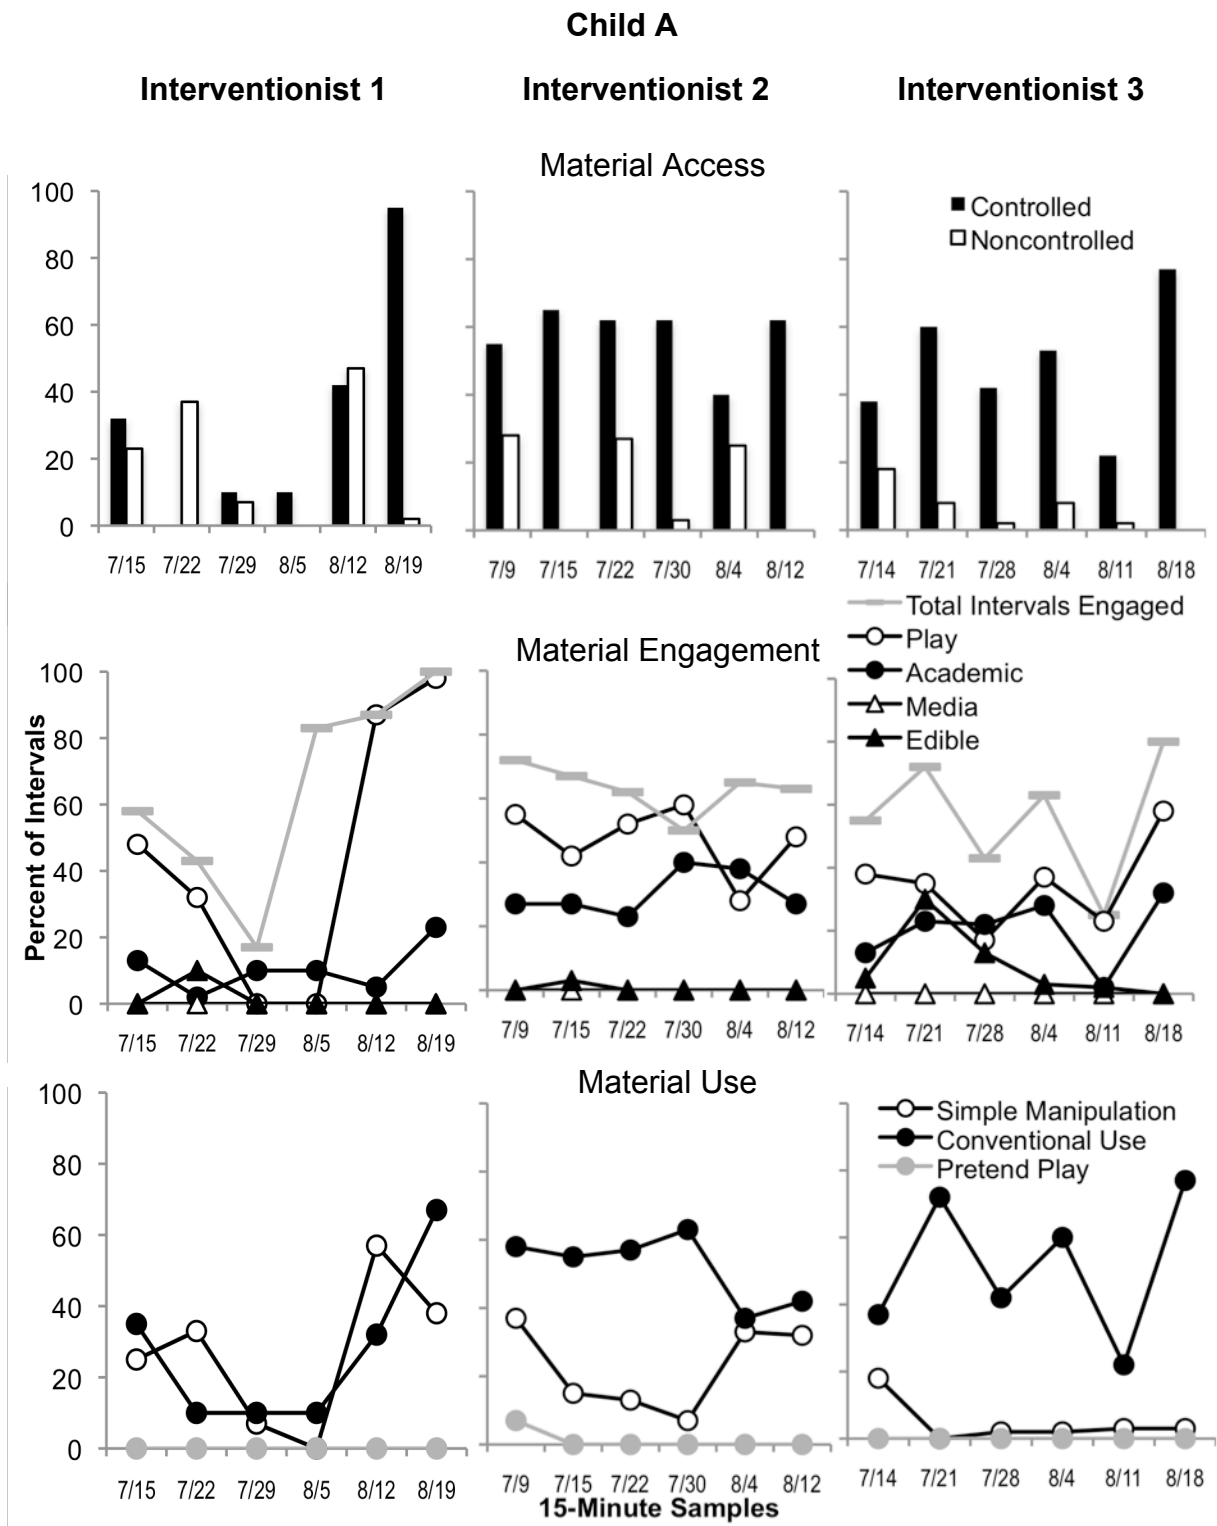 Child A
Interventionist 1 Interventionist 2 Interventionist 3
Material Access
100
80
60
40
20
0
Controlled
Noncontrolled
7/15 7/22 7/29 8/5 8/12 8/19
7/9 7/15 7/22 7/30 8/4 8/12
7/14 7/21 7/28 8/4 8/11 8/18
Material Engagement
Total Intervals Engaged
Play
Academic
Media
Edible
Percent of Intervals
100
80
60
40
20
0
7/15 7/22 7/29 8/5 8/12 8/19
7/9 7/15 7/22 7/30 8/4 8/12
7/14 7/21 7/28 8/4 8/11 8/18
Material Use
100
80
60
40
20
0
Simple Manipulation
Conventional Use
Pretend Play
7/15 7/22 7/29 8/5 8/12 8/19
7/9 7/15 7/22 7/30 8/4 8/12
7/14 7/21 7/28 8/4 8/11 8/18
15-Minute Samples